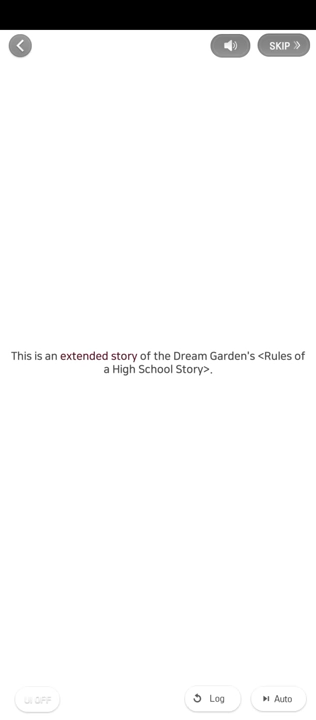 SKIP
This is an extended story of the Dream Garden's <Rules of
a High School Story>.
UI OFF
Log
Auto